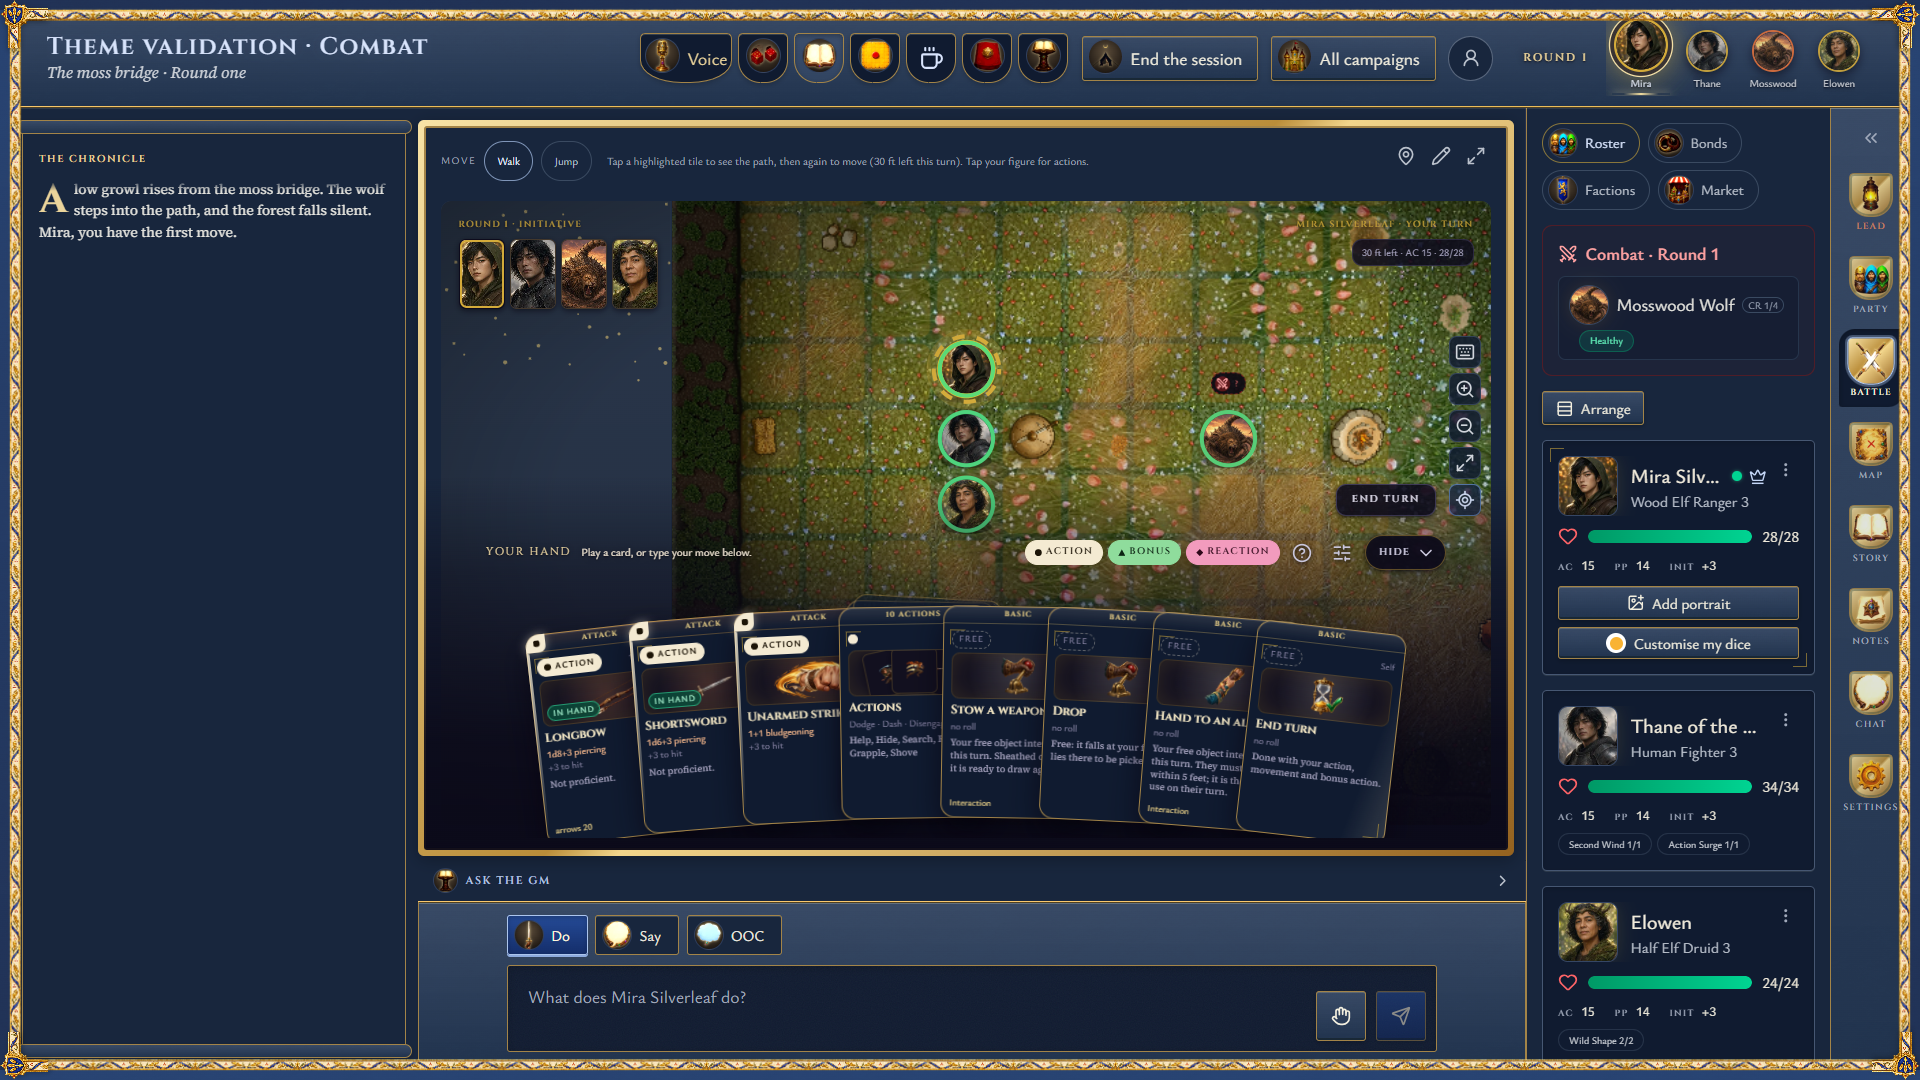 Theme validation · Combat
The moss bridge · Round one
Voice
End the session
All campaigns
ROUND 1
Mira
Thane
Mosswood
Elowen
THE CHRONICLE
A low growl rises from the moss bridge. The wolf
steps into the path, and the forest falls silent.
Mira, you have the first move.
MOVE
Walk
Jump
Tap a highlighted tile to see the path, then again to move (30 ft left this turn). Tap your figure for actions.
ROUND 1 · INITIATIVE
MIRA SILVERLEAF · YOUR TURN
30 ft left · AC 15 · 28/28
END TURN
YOUR HAND
Play a card, or type your move below.
ACTION
BONUS
REACTION
HIDE
ATTACK
ACTION
IN HAND
LONGBOW
1d8+3 piercing
+3 to hit
Not proficient.
arrows 20
ATTACK
ACTION
IN HAND
SHORTSWORD
1d6+3 piercing
+3 to hit
Not proficient.
ATTACK
ACTION
UNARMED STRI
1+1 bludgeoning
+3 to hit
10 ACTIONS
ACTIONS
Dodge · Dash · Disenga
Help, Hide, Search,
Grapple, Shove
BASIC
FREE
STOW A WEAPON
no roll
Your free object inte
this turn. Sheathed
it is ready to draw ag
Interaction
BASIC
FREE
DROP
no roll
Free: it falls at your f
lies there to be picke
BASIC
FREE
HAND TO AN AL
no roll
Your free object inte
this turn. They must
within 5 feet; it is th
use on their turn.
Interaction
BASIC
FREE
Self
END TURN
no roll
Done with your action,
movement and bonus action.
ASK THE GM
Do
Say
OOC
What does Mira Silverleaf do?
Roster
Bonds
Factions
Market
Combat · Round 1
Mosswood Wolf
CR 1/4
Healthy
Arrange
Mira Silv...
Wood Elf Ranger 3
28/28
AC 15 PP 14 INIT +3
Add portrait
Customise my dice
Thane of the ...
Human Fighter 3
34/34
AC 15 PP 14 INIT +3
Second Wind 1/1
Action Surge 1/1
Elowen
Half Elf Druid 3
24/24
AC 15 PP 14 INIT +3
Wild Shape 2/2
LEAD
PARTY
BATTLE
MAP
STORY
NOTES
CHAT
SETTINGS